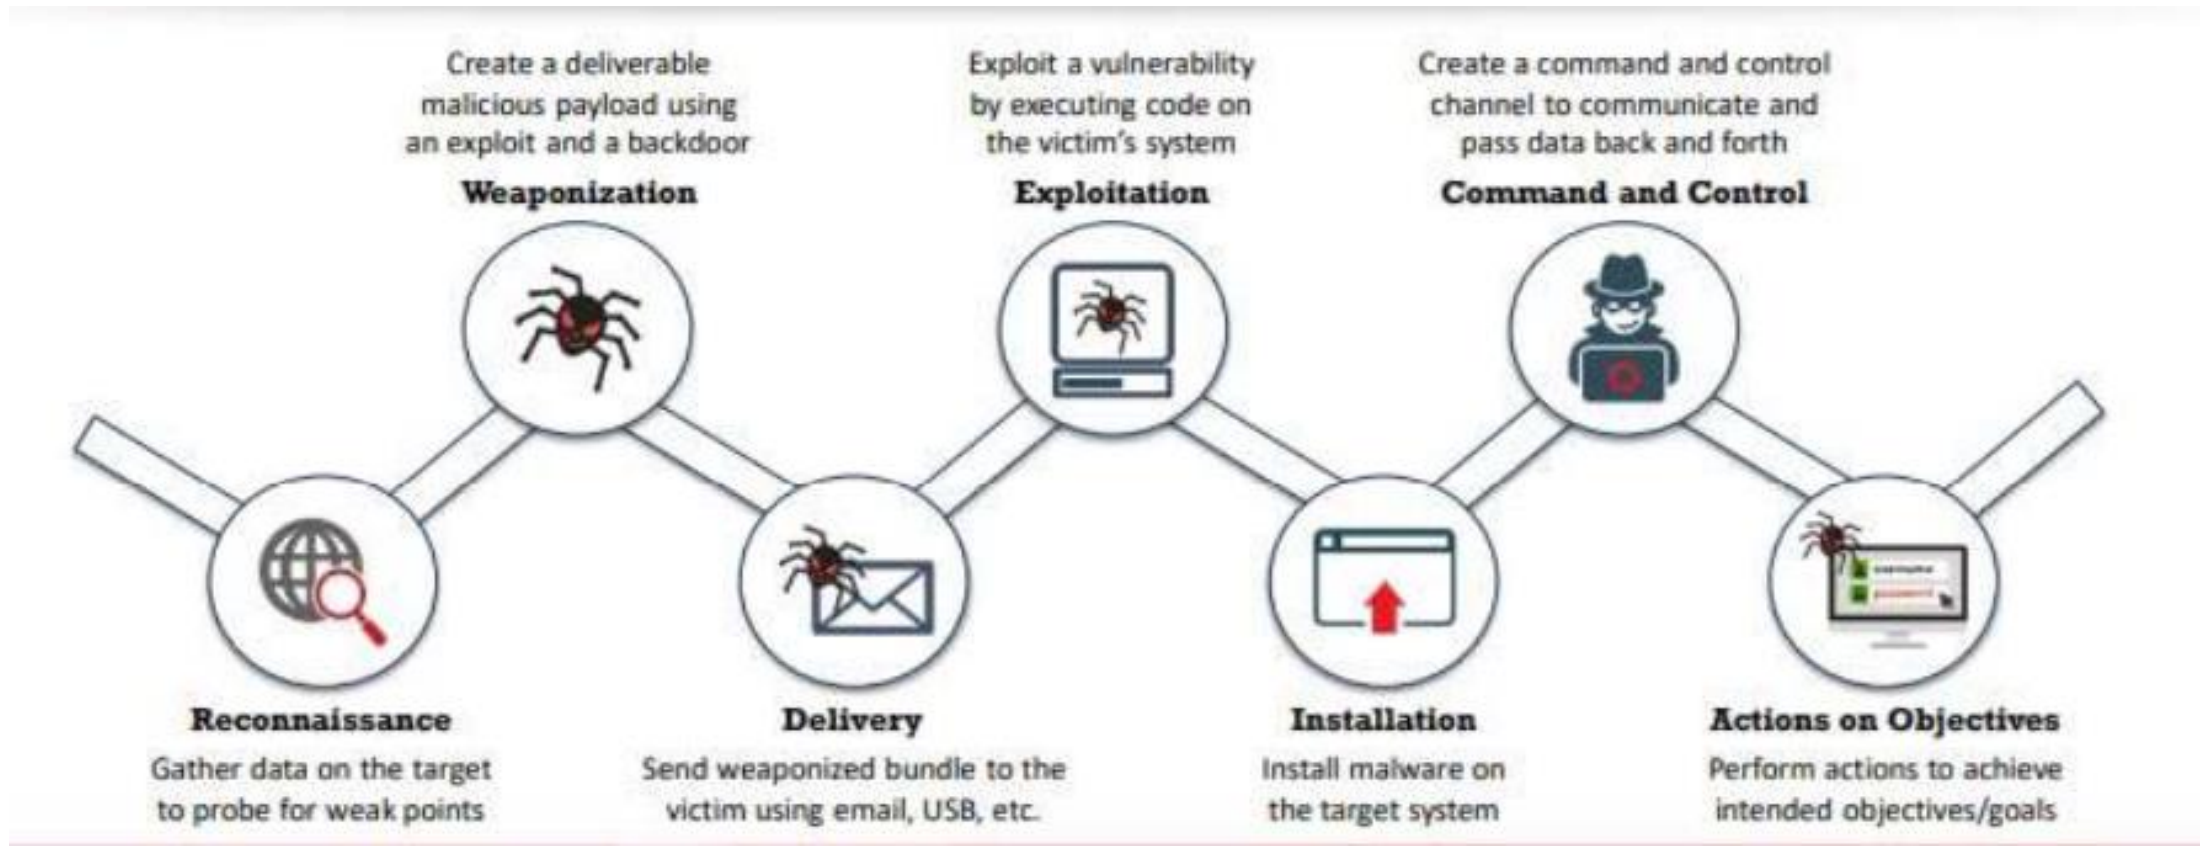 Create a deliverable
malicious payload using
an exploit and a backdoor
Weaponization
Exploit a vulnerability
by executing code on
the victim's system
Exploitation
Create a command and control
channel to communicate and
pass data back and forth
Command and Control
Reconnaissance
Gather data on the target
to probe for weak points
Delivery
Send weaponized bundle to the
victim using email, USB, etc.
Installation
Install malware on
the target system
Actions on Objectives
Perform actions to achieve
intended objectives/goals